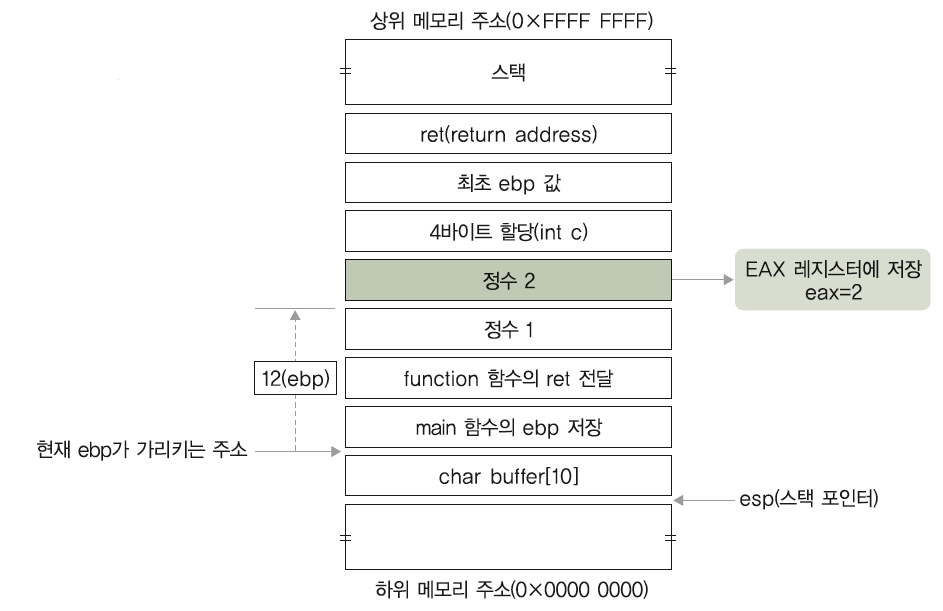 상위 메모리 주소(0×FFFF FFFF)
스택
ret(return address)
최초 ebp 값
4바이트 할당(int c)
정수 2
EAX 레지스터에 저장
eax=2
정수 1
12(ebp)
function 함수의 ret 전달
main 함수의 ebp 저장
현재 ebp가 가리키는 주소
char buffer[10]
esp(스택 포인터)
하위 메모리 주소(0×0000 0000)